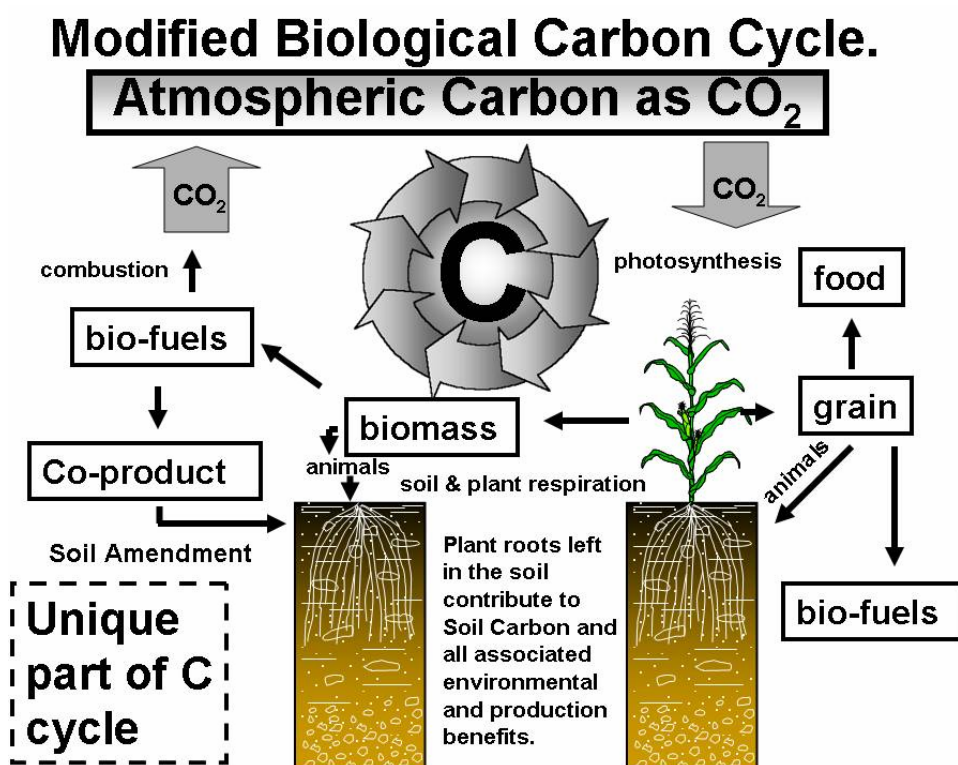 Modified Biological Carbon Cycle.
Atmospheric Carbon as CO₂
CO₂
CO₂
combustion
photosynthesis
C
food
bio-fuels
grain
biomass
animals
animals
Co-product
soil & plant respiration
Soil Amendment
Plant roots left
in the soil
contribute to
Soil Carbon and
all associated
environmental
and production
benefits.
bio-fuels
Unique
part of C
cycle